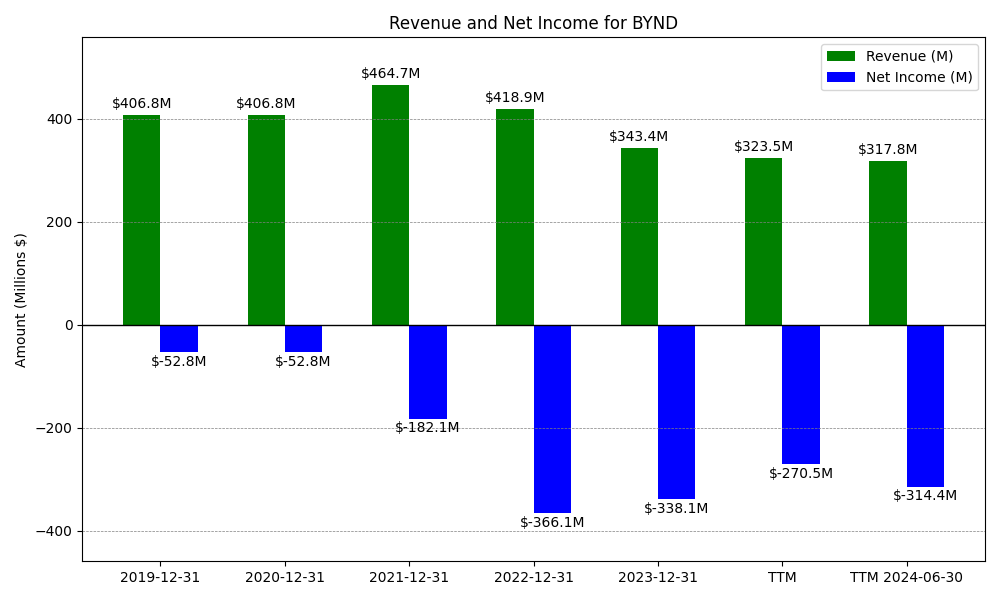 Revenue and Net Income for BYND
Revenue (M)
Net Income (M)
Amount (Millions $)
400
200
0
−200
−400
$406.8M
$406.8M
$464.7M
$418.9M
$343.4M
$323.5M
$317.8M
$-52.8M
$-52.8M
$-182.1M
$-366.1M
$-338.1M
$-270.5M
$-314.4M
2019-12-31
2020-12-31
2021-12-31
2022-12-31
2023-12-31
TTM
TTM 2024-06-30